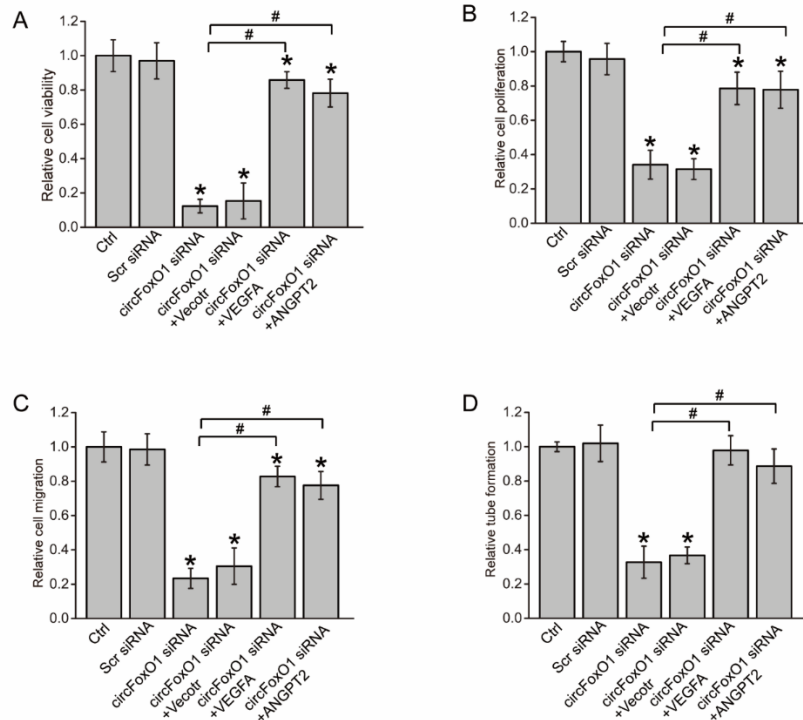 A
#
#
Relative cell viability
1.2
1.0
0.8
0.6
0.4
0.2
0.0
*
*
*
*
Ctrl
Scr siRNA
circFoxO1 siRNA
circFoxO1 siRNA
+Vecotr
circFoxO1 siRNA
+VEGFA
circFoxO1 siRNA
+ANGPT2
B
#
#
Relative cell poliferation
1.2
1.0
0.8
0.6
0.4
0.2
0.0
*
*
*
*
Ctrl
Scr siRNA
circFoxO1 siRNA
circFoxO1 siRNA
+Vecotr
circFoxO1 siRNA
+VEGFA
circFoxO1 siRNA
+ANGPT2
C
#
#
Relative cell migration
1.2
1.0
0.8
0.6
0.4
0.2
0.0
*
*
*
*
Ctrl
Scr siRNA
circFoxO1 siRNA
circFoxO1 siRNA
+Vecotr
circFoxO1 siRNA
+VEGFA
circFoxO1 siRNA
+ANGPT2
D
#
#
Relative tube formation
1.2
1.0
0.8
0.6
0.4
0.2
0.0
*
*
Ctrl
Scr siRNA
circFoxO1 siRNA
circFoxO1 siRNA
+Vecotr
circFoxO1 siRNA
+VEGFA
circFoxO1 siRNA
+ANGPT2